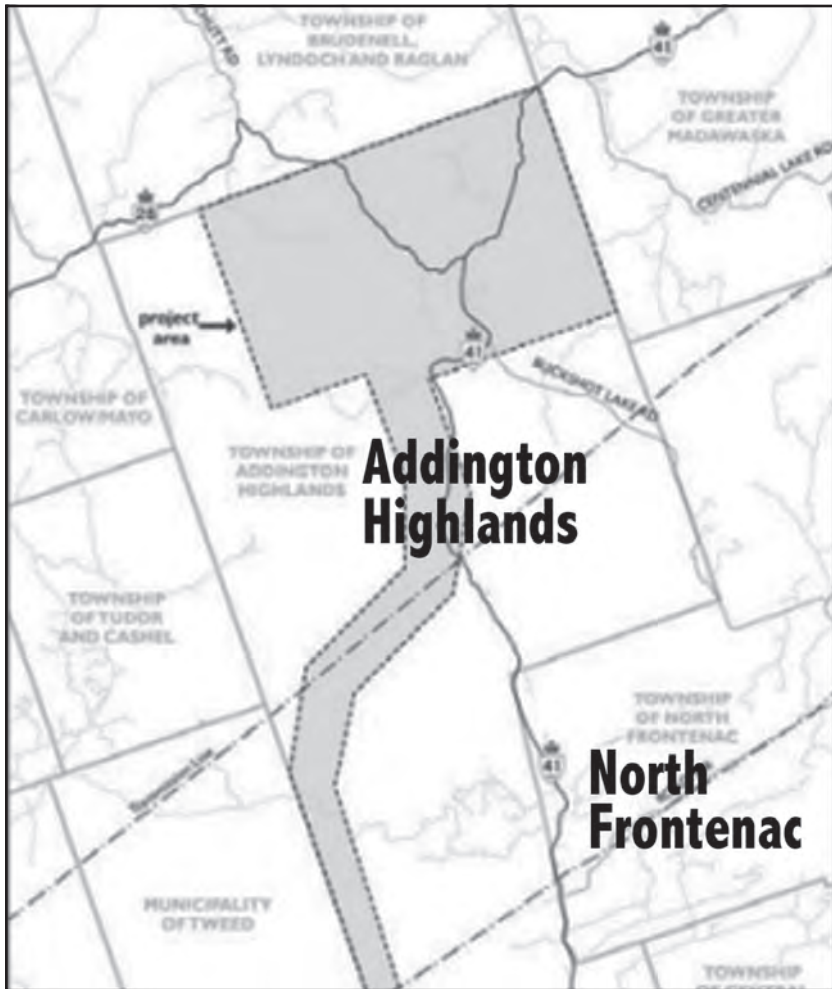 TOWNSHIP OF
BRUDENELL,
LYNDOCH AND RAGLAN
41
TOWNSHIP
OF GREATER
MADAWASKA
CENTENNIAL LAKE RD
28
project
area
41
BUCKSHOT LAKE RD.
TOWNSHIP OF
CARLOW/MAYO
TOWNSHIP OF
ADDINGTON
HIGHLANDS
Addington
Highlands
TOWNSHIP
OF TUDOR
AND CASHEL
TOWNSHIP
OF NORTH
FRONTENAC
41
North
Frontenac
MUNICIPALITY
OF TWEED
TOWNSHIP
OF CENTRAL